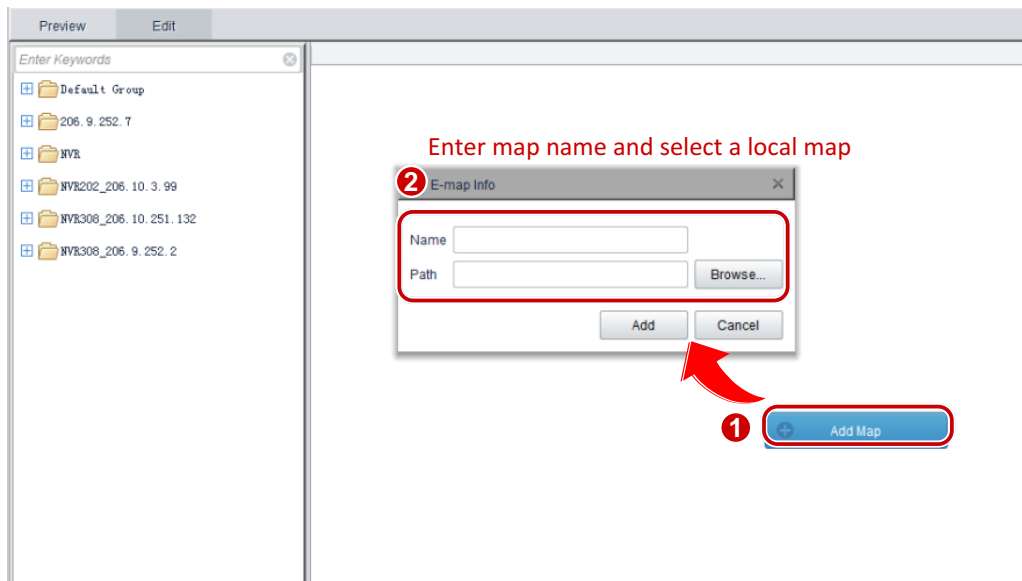 Preview Edit
Enter Keywords
Default Group
206.9.252.7
NVR
NVR202_206.10.3.99
NVR308_206.10.251.132
NVR308_206.9.252.2
Enter map name and select a local map
2 E-map Info
Name
Path Browse...
Add Cancel
1 Add Map